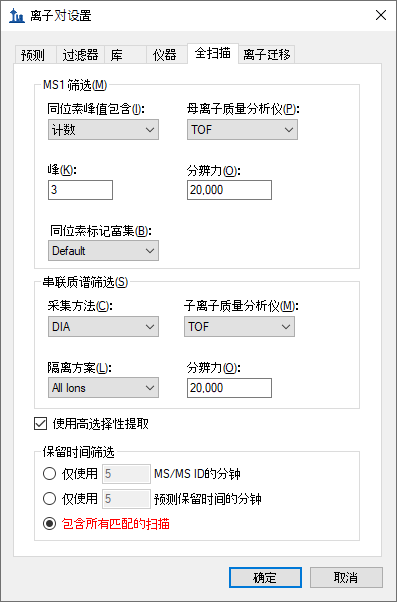 离子对设置
预测 过滤器 库 仪器 全扫描 离子迁移
MS1 筛选(M)
同位素峰值包含(I): 母离子质量分析仪(P):
计数 TOF
峰(K): 分辨力(O):
3 20,000
同位素标记富集(B):
Default
串联质谱筛选(S)
采集方法(C): 子离子质量分析仪(M):
DIA TOF
隔离方案(L): 分辨力(O):
All Ions 20,000
使用高选择性提取
保留时间筛选
仅使用 5 MS/MS ID的分钟
仅使用 5 预测保留时间的分钟
包含所有匹配的扫描
确定 取消